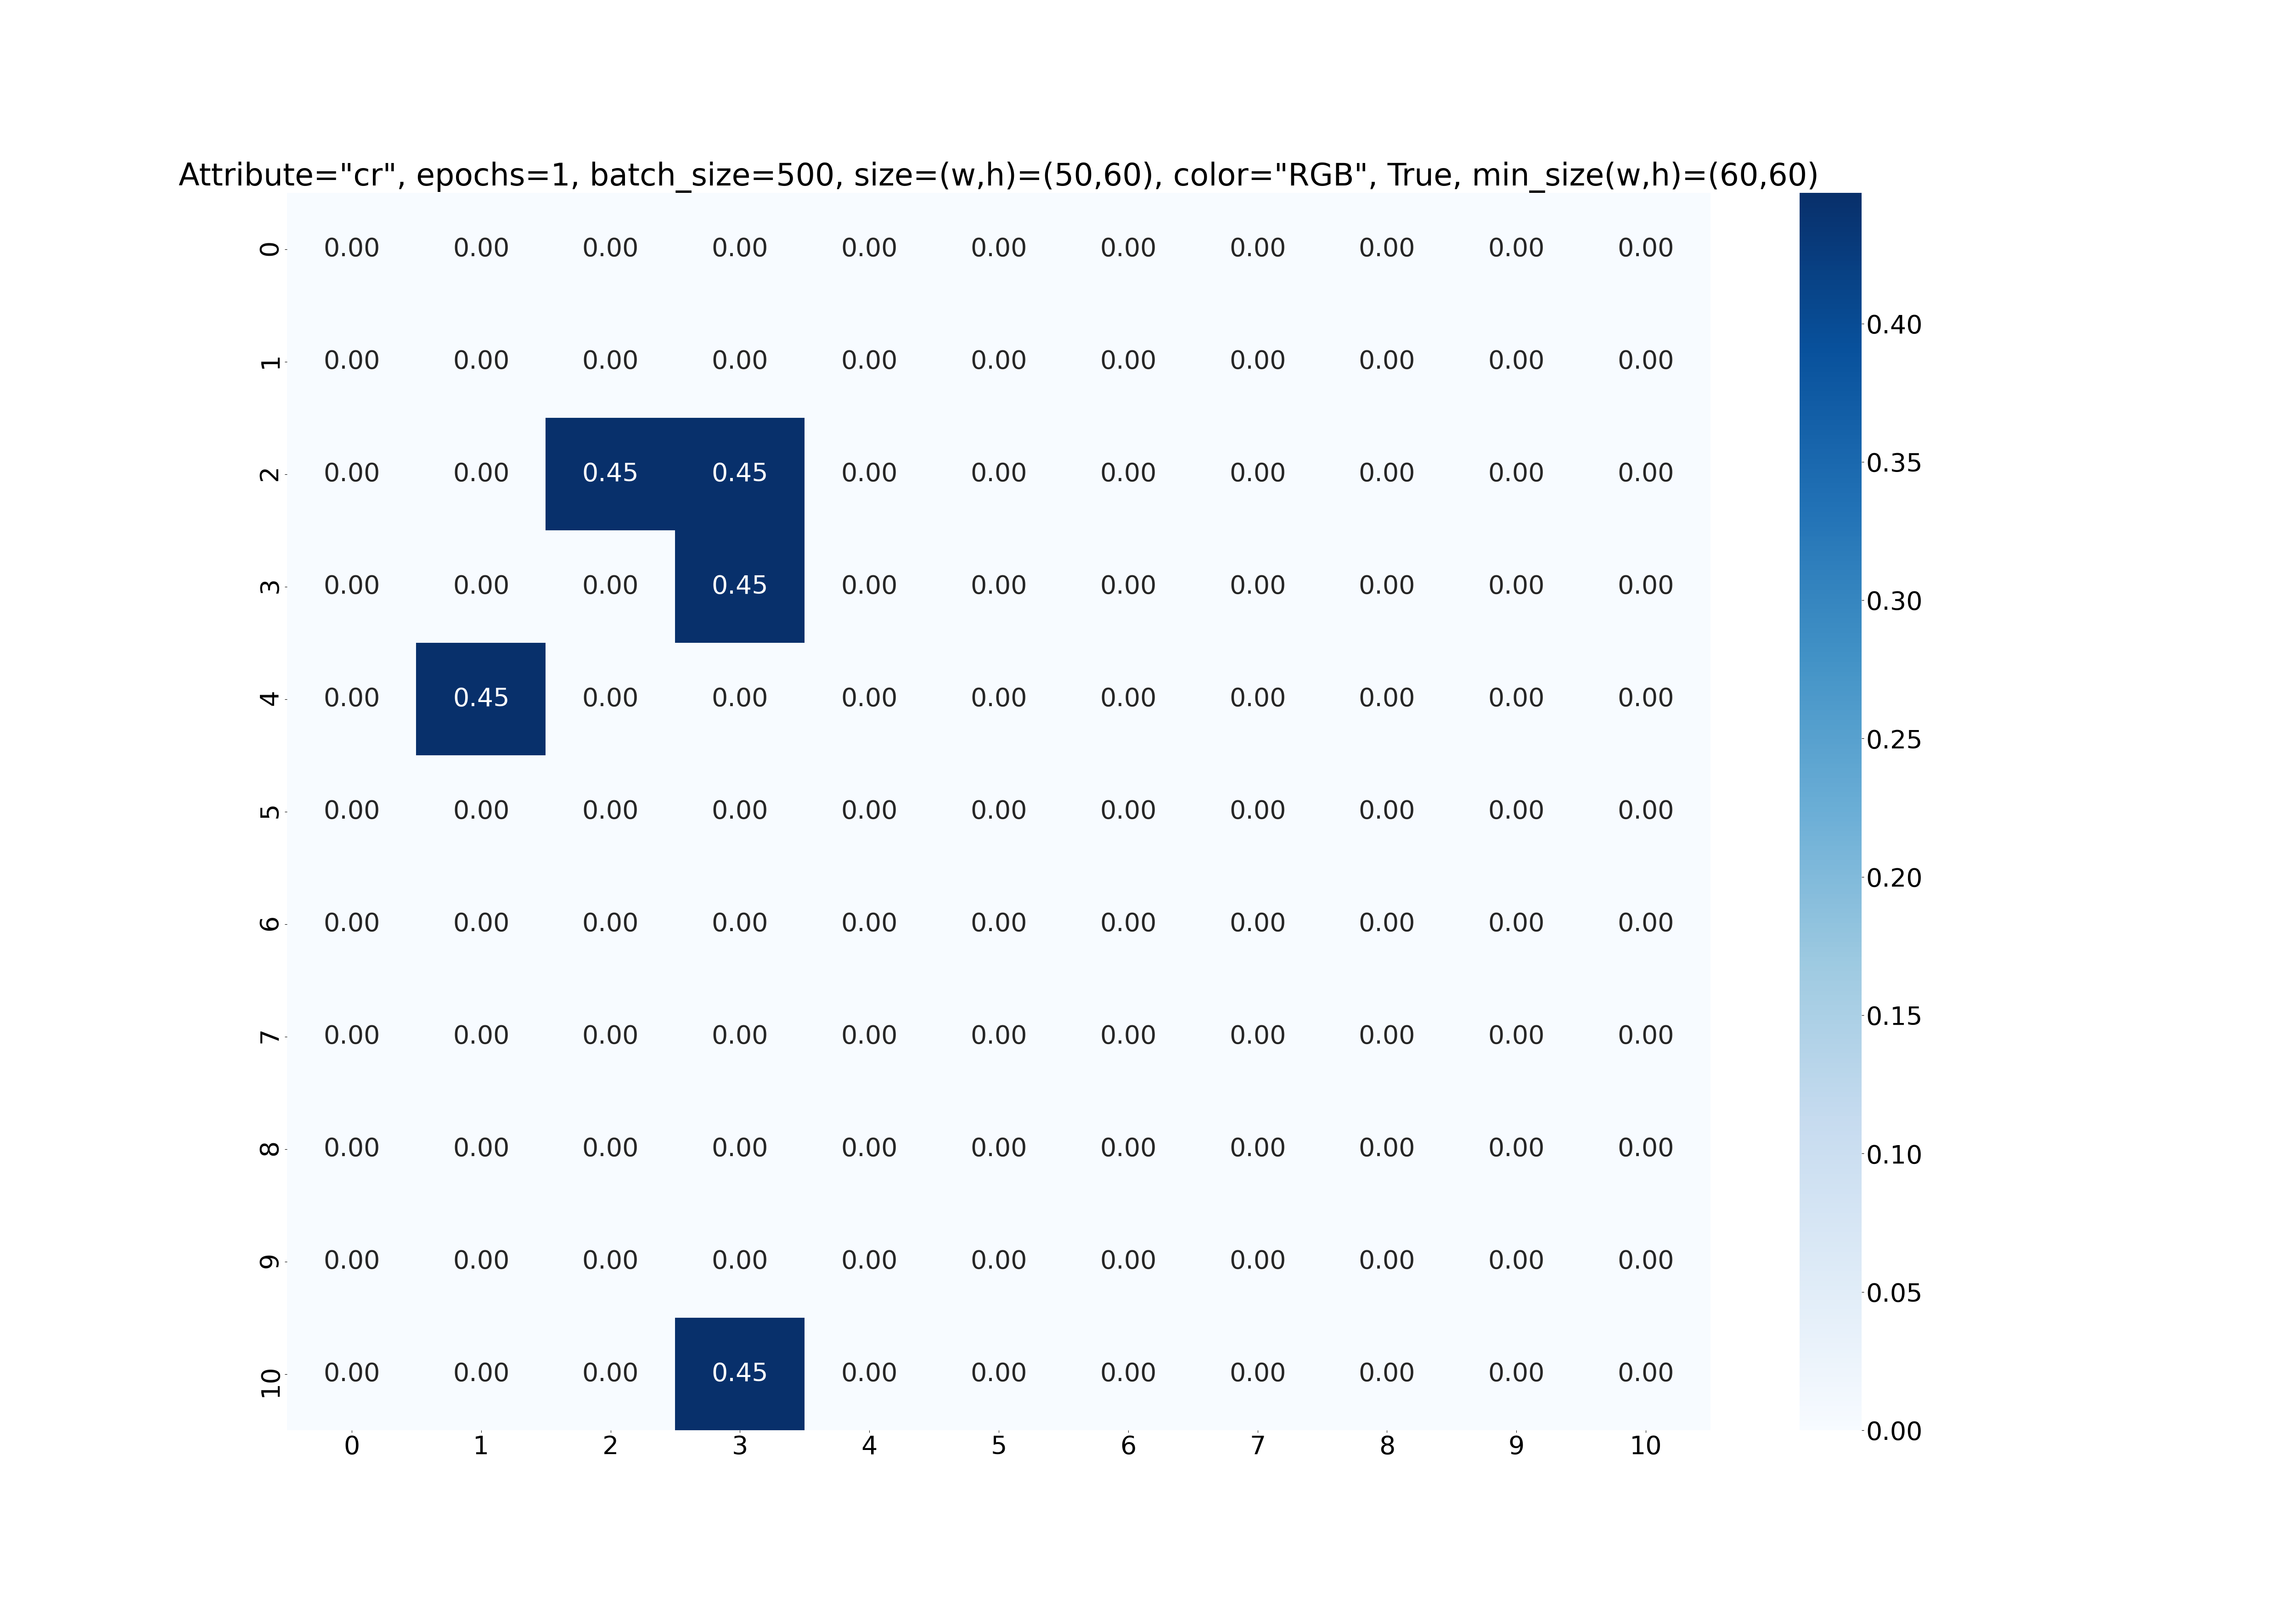 Attribute="cr", epochs=1, batch_size=500, size=(w,h)=(50,60), color="RGB", True, min_size(w,h)=(60,60)
0 0.00 0.00 0.00 0.00 0.00 0.00 0.00 0.00 0.00 0.00 0.00
1 0.00 0.00 0.00 0.00 0.00 0.00 0.00 0.00 0.00 0.00 0.00
2 0.00 0.00 0.45 0.45 0.00 0.00 0.00 0.00 0.00 0.00 0.00
3 0.00 0.00 0.00 0.45 0.00 0.00 0.00 0.00 0.00 0.00 0.00
4 0.00 0.45 0.00 0.00 0.00 0.00 0.00 0.00 0.00 0.00 0.00
5 0.00 0.00 0.00 0.00 0.00 0.00 0.00 0.00 0.00 0.00 0.00
6 0.00 0.00 0.00 0.00 0.00 0.00 0.00 0.00 0.00 0.00 0.00
7 0.00 0.00 0.00 0.00 0.00 0.00 0.00 0.00 0.00 0.00 0.00
8 0.00 0.00 0.00 0.00 0.00 0.00 0.00 0.00 0.00 0.00 0.00
9 0.00 0.00 0.00 0.00 0.00 0.00 0.00 0.00 0.00 0.00 0.00
10 0.00 0.00 0.00 0.45 0.00 0.00 0.00 0.00 0.00 0.00 0.00
0 1 2 3 4 5 6 7 8 9 10
0.40
0.35
0.30
0.25
0.20
0.15
0.10
0.05
0.00